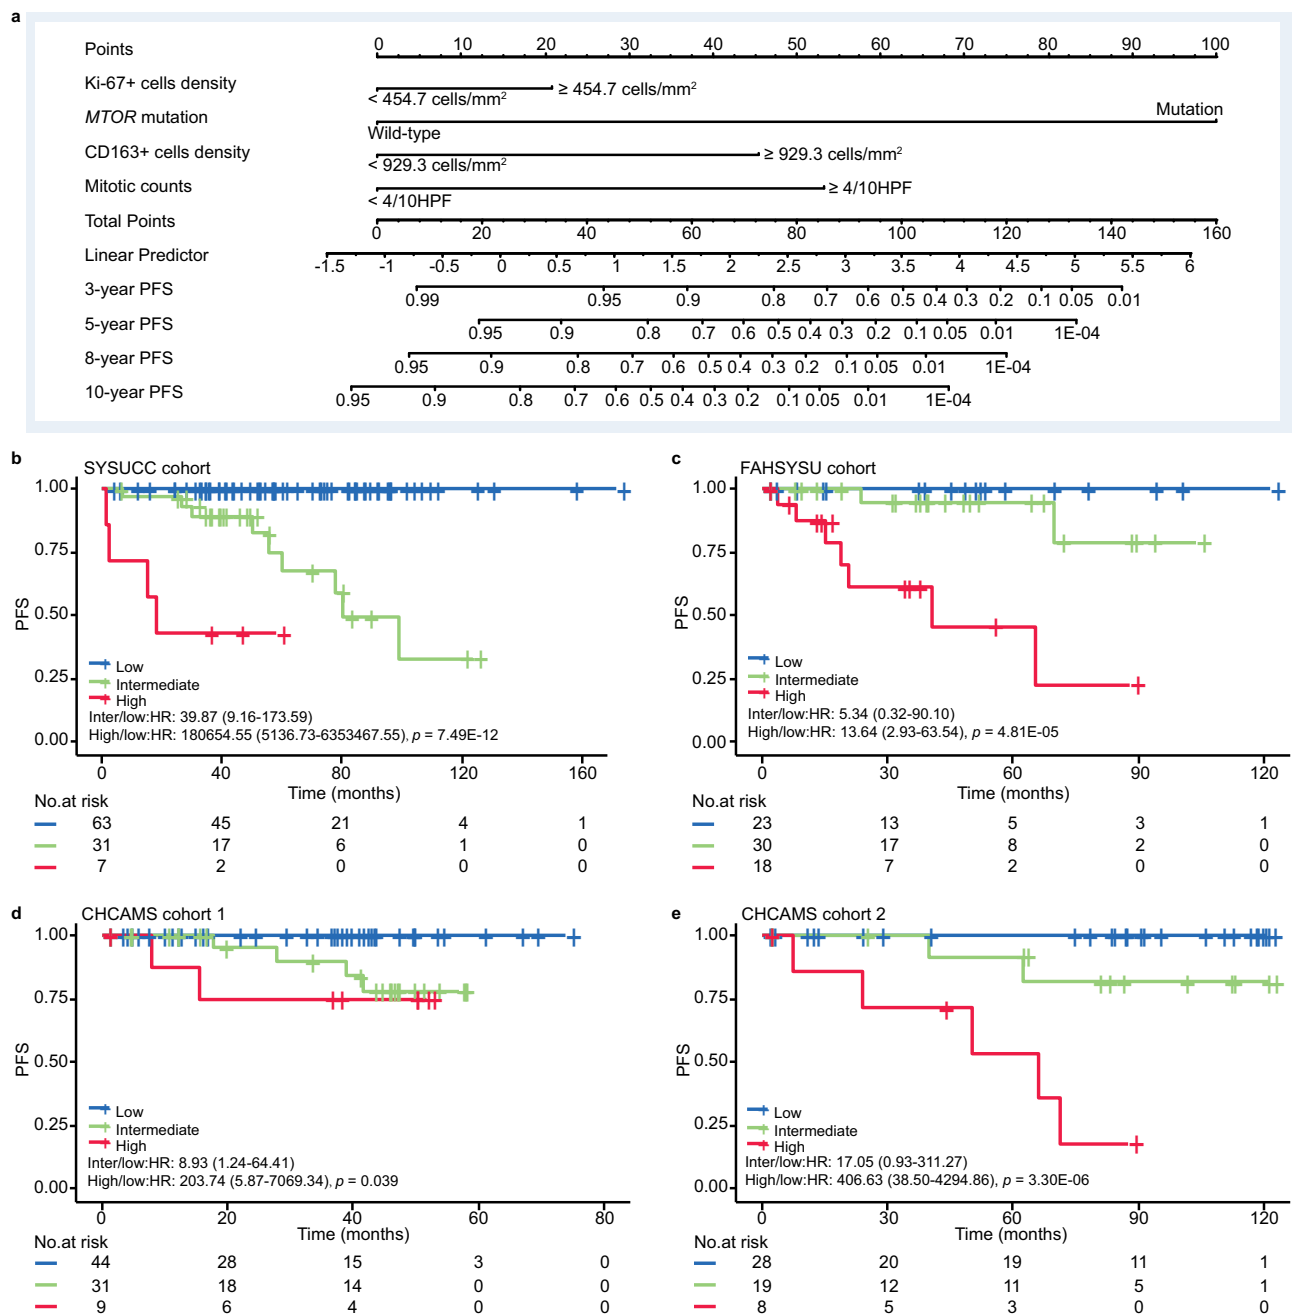 a
Points 0 10 20 30 40 50 60 70 80 90 100
Ki-67+ cells density < 454.7 cells/mm² ≥ 454.7 cells/mm²
MTOR mutation Wild-type Mutation
CD163+ cells density < 929.3 cells/mm² ≥ 929.3 cells/mm²
Mitotic counts < 4/10HPF ≥ 4/10HPF
Total Points 0 20 40 60 80 100 120 140 160
Linear Predictor -1.5 -1 -0.5 0 0.5 1 1.5 2 2.5 3 3.5 4 4.5 5 5.5 6
3-year PFS 0.99 0.95 0.9 0.8 0.7 0.6 0.5 0.4 0.3 0.2 0.1 0.05 0.01
5-year PFS 0.95 0.9 0.8 0.7 0.6 0.5 0.4 0.3 0.2 0.1 0.05 0.01 1E-04
8-year PFS 0.95 0.9 0.8 0.7 0.6 0.5 0.4 0.3 0.2 0.1 0.05 0.01 1E-04
10-year PFS 0.95 0.9 0.8 0.7 0.6 0.5 0.4 0.3 0.2 0.1 0.05 0.01 1E-04
b
SYSUCC cohort
PFS
1.00
0.75
0.50
0.25
0.00
Low
Intermediate
High
Inter/low:HR: 39.87 (9.16-173.59)
High/low:HR: 180654.55 (5136.73-6353467.55), p = 7.49E-12
0 40 80 120 160
Time (months)
No.at risk
63 45 21 4 1
31 17 6 1 0
7 2 0 0 0
c
FAHSYSU cohort
PFS
1.00
0.75
0.50
0.25
0.00
Low
Intermediate
High
Inter/low:HR: 5.34 (0.32-90.10)
High/low:HR: 13.64 (2.93-63.54), p = 4.81E-05
0 30 60 90 120
Time (months)
No.at risk
23 13 5 3 1
30 17 8 2 0
18 7 2 0 0
d
CHCAMS cohort 1
PFS
1.00
0.75
0.50
0.25
0.00
Low
Intermediate
High
Inter/low:HR: 8.93 (1.24-64.41)
High/low:HR: 203.74 (5.87-7069.34), p = 0.039
0 20 40 60 80
Time (months)
No.at risk
44 28 15 3 0
31 18 14 0 0
9 6 4 0 0
e
CHCAMS cohort 2
PFS
1.00
0.75
0.50
0.25
0.00
Low
Intermediate
High
Inter/low:HR: 17.05 (0.93-311.27)
High/low:HR: 406.63 (38.50-4294.86), p = 3.30E-06
0 30 60 90 120
Time (months)
No.at risk
28 20 19 11 1
19 12 11 5 1
8 5 3 0 0